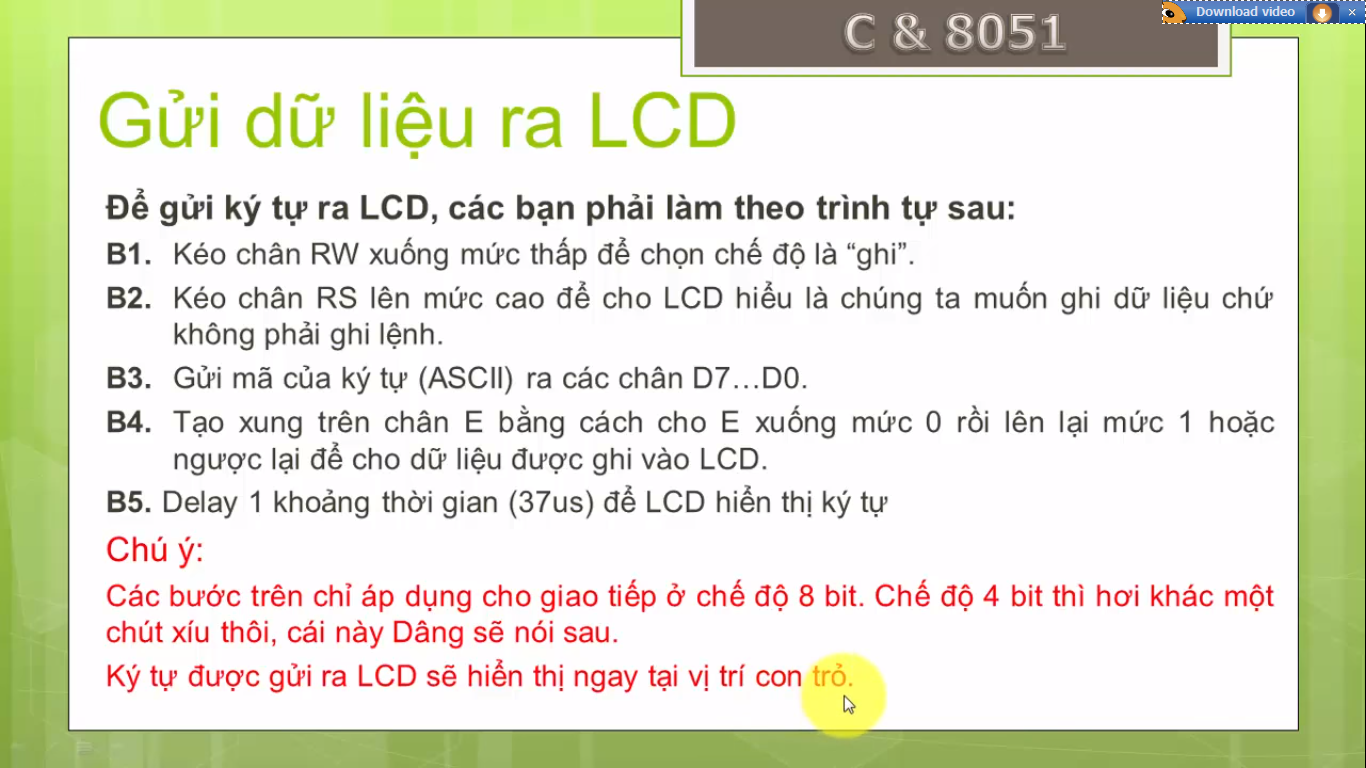 Download video
C & 8051
Gửi dữ liệu ra LCD
Để gửi ký tự ra LCD, các bạn phải làm theo trình tự sau:
B1. Kéo chân RW xuống mức thấp để chọn chế độ là “ghi”.
B2. Kéo chân RS lên mức cao để cho LCD hiểu là chúng ta muốn ghi dữ liệu chứ
không phải ghi lệnh.
B3. Gửi mã của ký tự (ASCII) ra các chân D7…D0.
B4. Tạo xung trên chân E bằng cách cho E xuống mức 0 rồi lên lại mức 1 hoặc
ngược lại để cho dữ liệu được ghi vào LCD.
B5. Delay 1 khoảng thời gian (37us) để LCD hiển thị ký tự
Chú ý:
Các bước trên chỉ áp dụng cho giao tiếp ở chế độ 8 bit. Chế độ 4 bit thì hơi khác một
chút xíu thôi, cái này Dâng sẽ nói sau.
Ký tự được gửi ra LCD sẽ hiển thị ngay tại vị trí con trỏ.